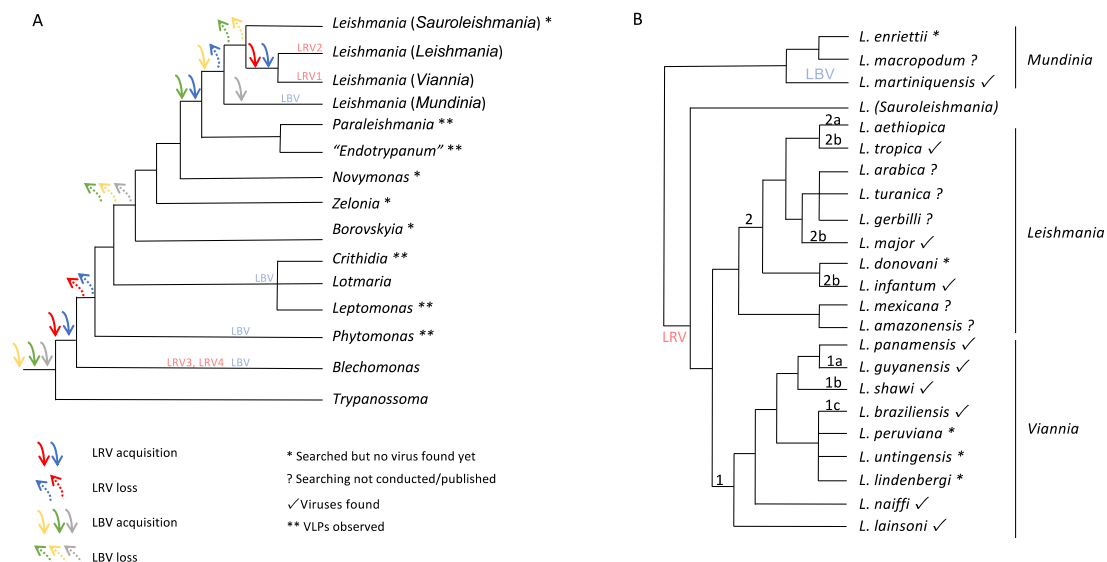 A
Leishmania (Sauroleishmania) *
LRV2
Leishmania (Leishmania)
LRV1
Leishmania (Viannia)
LBV
Leishmania (Mundinia)
Paraleishmania **
“Endotrypanum” **
Novymonas *
Zelonia *
Borovskyia *
Crithidia **
LBV
Lotmaria
Leptomonas **
LBV
Phytomonas **
LRV3, LRV4 LBV
Blechomonas
Trypanossoma
LRV acquisition
LRV loss
LBV acquisition
LBV loss
* Searched but no virus found yet
? Searching not conducted/published
✓Viruses found
** VLPs observed
B
L. enriettii *
L. macropodum ?
LBV
L. martiniquensis ✓
Mundinia
L. (Sauroleishmania)
2a
L. aethiopica
2b
L. tropica ✓
L. arabica ?
L. turanica ?
2
L. gerbilli ?
2b
L. major ✓
Leishmania
L. donovani *
2b
L. infantum ✓
L. mexicana ?
L. amazonensis ?
LRV
L. panamensis ✓
1a
L. guyanensis ✓
1b
L. shawi ✓
1c
L. braziliensis ✓
Viannia
L. peruviana *
L. untingensis *
1
L. lindenbergi *
L. naiffi ✓
L. lainsoni ✓